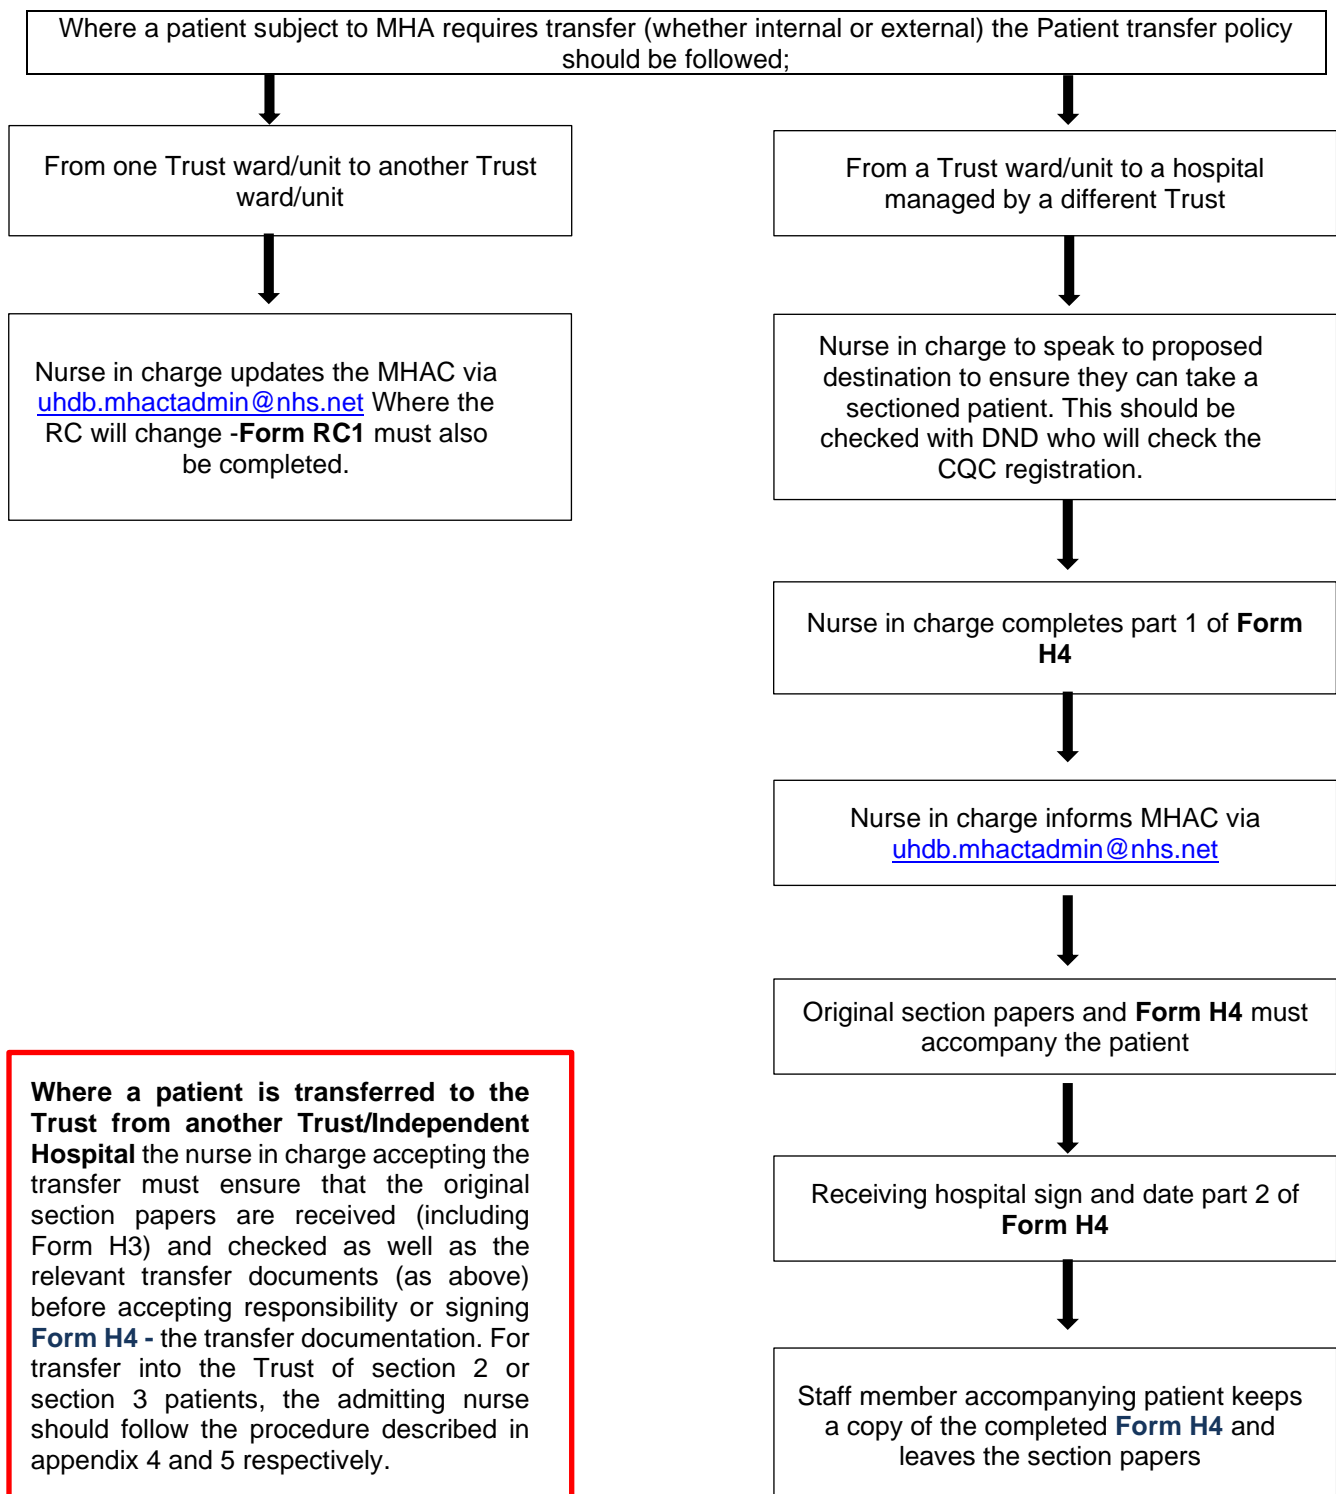 Where a patient subject to MHA requires transfer (whether internal or external) the Patient transfer policy
should be followed;
From one Trust ward/unit to another Trust
ward/unit
Nurse in charge updates the MHAC via
uhdb.mhactadmin@nhs.net Where the
RC will change -Form RC1 must also
be completed.
From a Trust ward/unit to a hospital
managed by a different Trust
Nurse in charge to speak to proposed
destination to ensure they can take a
sectioned patient. This should be
checked with DND who will check the
CQC registration.
Nurse in charge completes part 1 of Form
H4
Nurse in charge informs MHAC via
uhdb.mhactadmin@nhs.net
Original section papers and Form H4 must
accompany the patient
Receiving hospital sign and date part 2 of
Form H4
Staff member accompanying patient keeps
a copy of the completed Form H4 and
leaves the section papers
Where a patient is transferred to the
Trust from another Trust/Independent
Hospital the nurse in charge accepting the
transfer must ensure that the original
section papers are received (including
Form H3) and checked as well as the
relevant transfer documents (as above)
before accepting responsibility or signing
Form H4 - the transfer documentation. For
transfer into the Trust of section 2 or
section 3 patients, the admitting nurse
should follow the procedure described in
appendix 4 and 5 respectively.